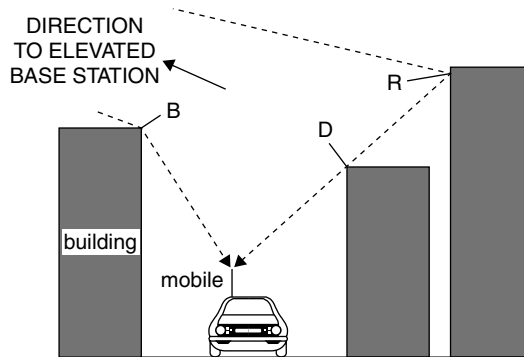 DIRECTION
TO ELEVATED
BASE STATION
R
B
D
building
mobile